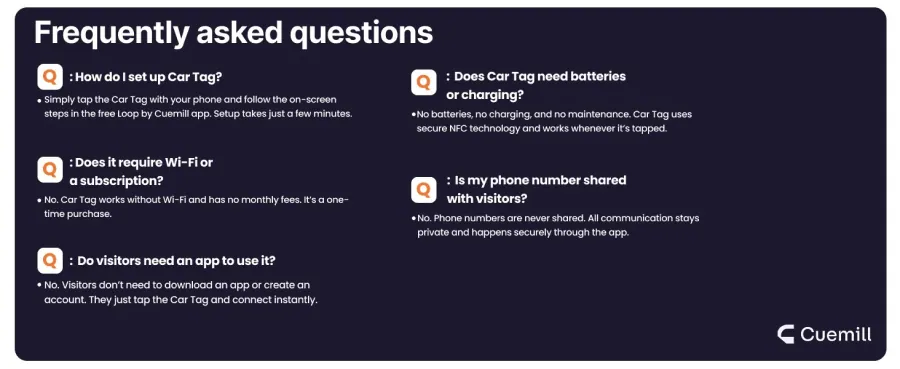 Frequently asked questions
Q : How do I set up Car Tag?
• Simply tap the Car Tag with your phone and follow the on-screen
steps in the free Loop by Cuemill app. Setup takes just a few minutes.
Q : Does it require Wi-Fi or
a subscription?
• No. Car Tag works without Wi-Fi and has no monthly fees. It's a one-
time purchase.
Q : Do visitors need an app to use it?
• No. Visitors don't need to download an app or create an
account. They just tap the Car Tag and connect instantly.
Q : Does Car Tag need batteries
or charging?
• No batteries, no charging, and no maintenance. Car Tag uses
secure NFC technology and works whenever it's tapped.
Q : Is my phone number shared
with visitors?
• No. Phone numbers are never shared. All communication stays
private and happens securely through the app.
Cuemill